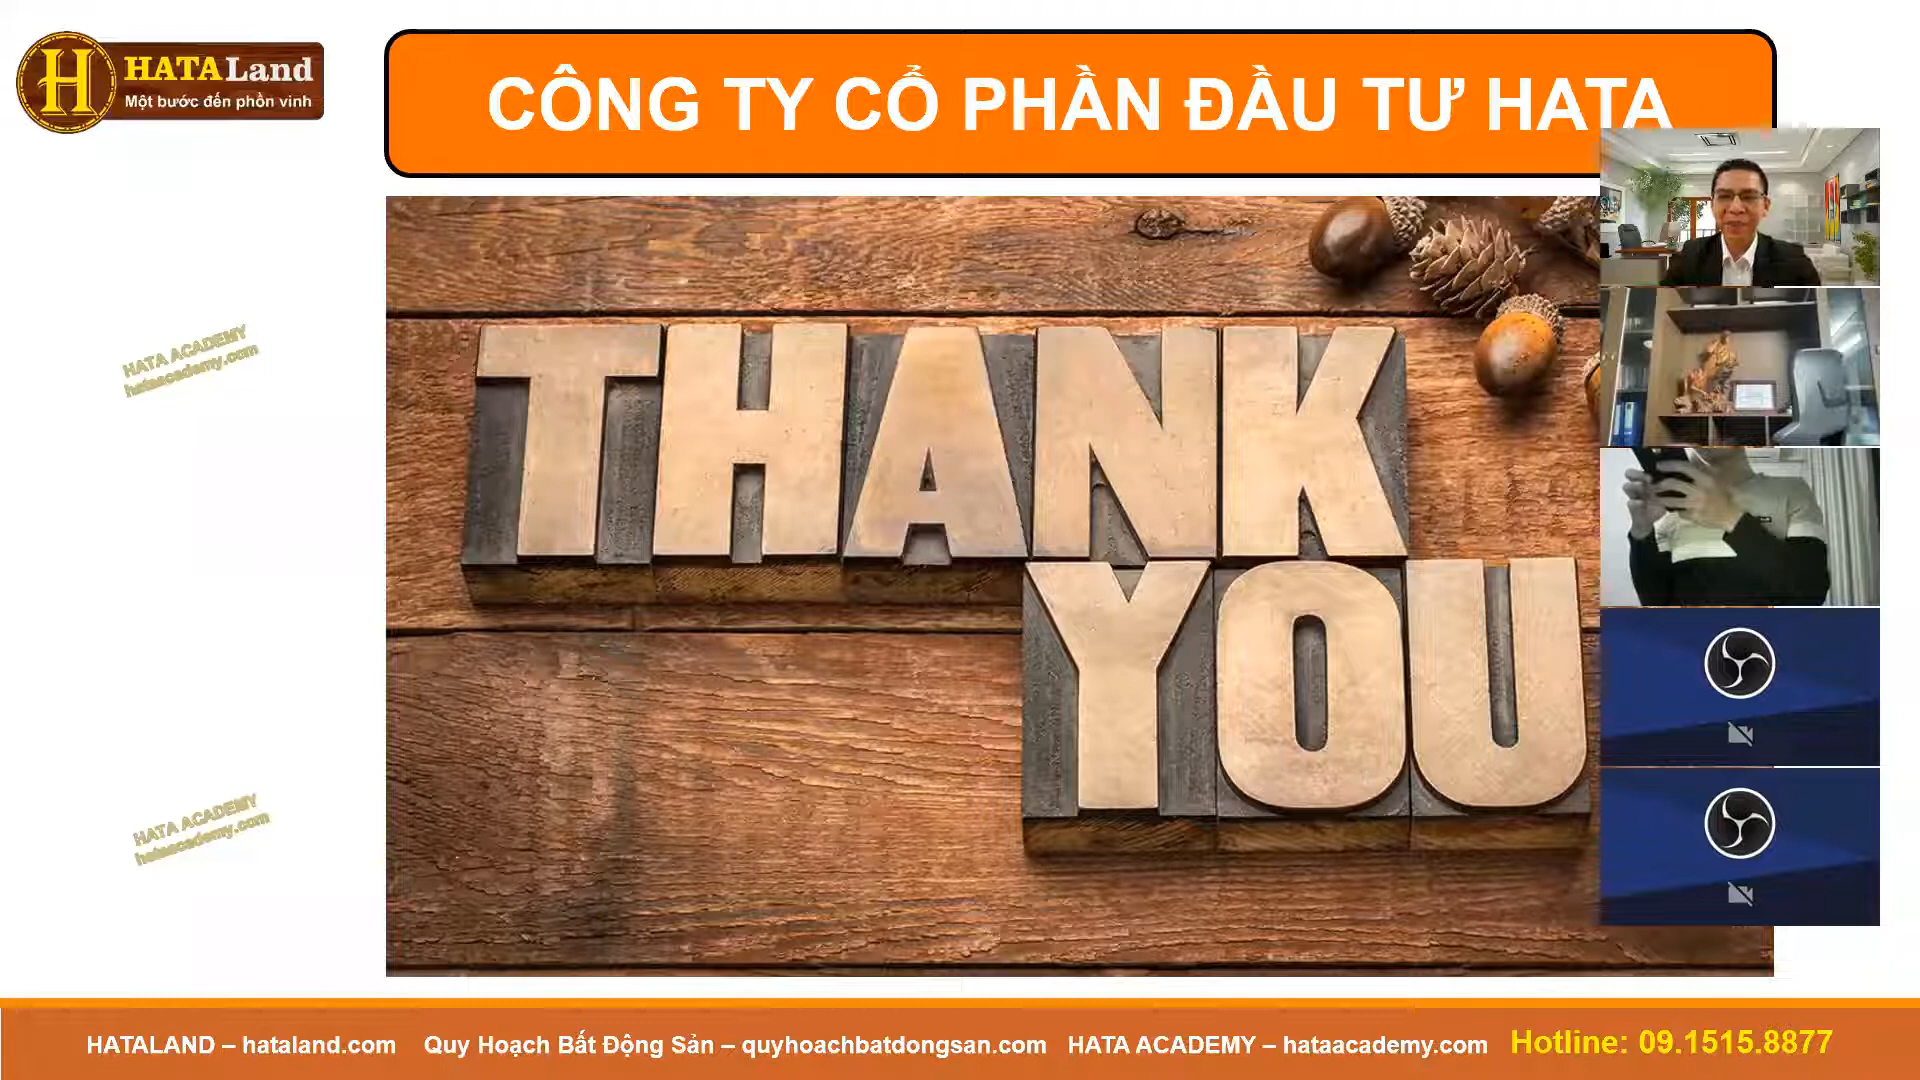 H
HATA Land
Một bước đến phồn vinh
CÔNG TY CỔ PHẦN ĐẦU TƯ HATA
HATA ACADEMY
hataacademy.com
THANK
YOU
HATA ACADEMY
hataacademy.com
HATALAND – hataland.com Quy Hoạch Bất Động Sản – quyhoachbatdongsan.com HATA ACADEMY – hataacademy.com Hotline: 09.1515.8877